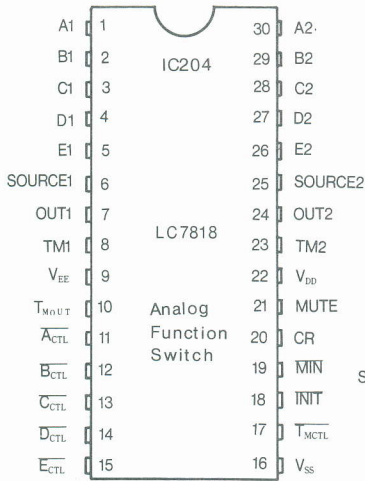 A1 1 30 A2
B1 2 IC204 29 B2
C1 3 28 C2
D1 4 27 D2
E1 5 26 E2
SOURCE1 6 25 SOURCE2
OUT1 7 24 OUT2
TM1 8 LC7818 23 TM2
VEE 9 22 VDD
TMOUT 10 Analog 21 MUTE
ACTL 11 Function 20 CR
BCTL 12 Switch 19 MIN
S
CCTL 13 18 INIT
DCTL 14 17 TMCTL
ECTL 15 16 VSS